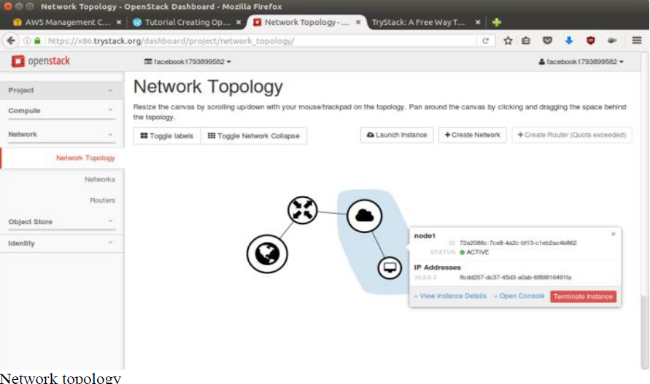 Network Topology - OpenStack Dashboard - Mozilla Firefox
AWS Management C... × Tutorial Creating Op... × Network Topology - ... × TryStack: A Free Way T... ×
https://x86.trystack.org/dashboard/project/network_topology/
openstack facebook1793899582 facebook1793899582
Project
Compute
Network
Network Topology
Networks
Routers
Object Store
Identity
Network Topology
Resize the canvas by scrolling up/down with your mouse/trackpad on the topology. Pan around the canvas by clicking and dragging the space behind
the topology.
Toggle labels Toggle Network Collapse Launch Instance +Create Network +Create Router (Quota exceeded)
node1 ×
ID
STATUS ACTIVE
IP Addresses
» View Instance Details » Open Console Terminate Instance
Network topology